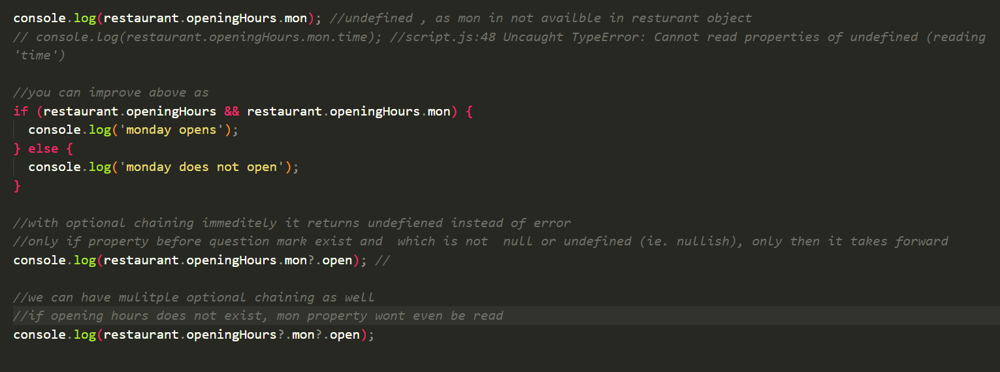 console.log(restaurant.openingHours.mon); //undefined , as mon in not availble in resturant object
// console.log(restaurant.openingHours.mon.time); //script.js:48 Uncaught TypeError: Cannot read properties of undefined (reading
'time')
//you can improve above as
if (restaurant.openingHours && restaurant.openingHours.mon) {
  console.log('monday opens');
} else {
  console.log('monday does not open');
}
//with optional chaining immeditely it returns undefiened instead of error
//only if property before question mark exist and  which is not  null or undefined (ie. nullish), only then it takes forward
console.log(restaurant.openingHours.mon?.open); //
//we can have mulitple optional chaining as well
//if opening hours does not exist, mon property wont even be read
console.log(restaurant.openingHours?.mon?.open);